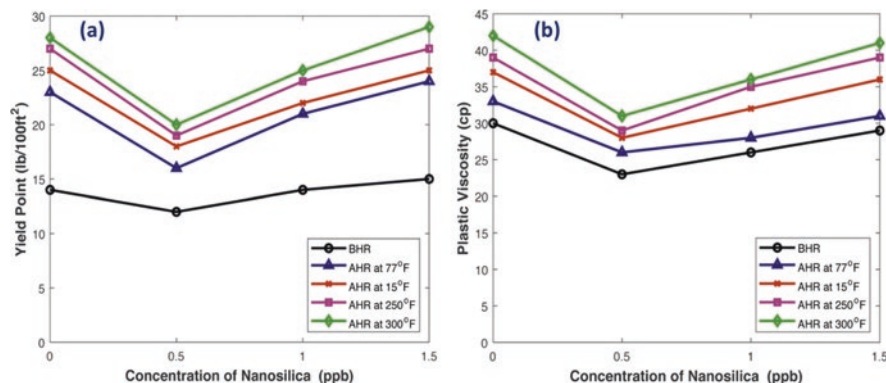 (a)
Yield Point (lb/100ft²)
30
25
20
15
10
5
0
BHR
AHR at 77°F
AHR at 15°F
AHR at 250°F
AHR at 300°F
0 0.5 1 1.5
Concentration of Nanosilica (ppb)
(b)
Plastic Viscosity (cp)
45
40
35
30
25
20
15
10
5
0
BHR
AHR at 77°F
AHR at 15°F
AHR at 250°F
AHR at 300°F
0 0.5 1 1.5
Concentration of Nanosilica (ppb)